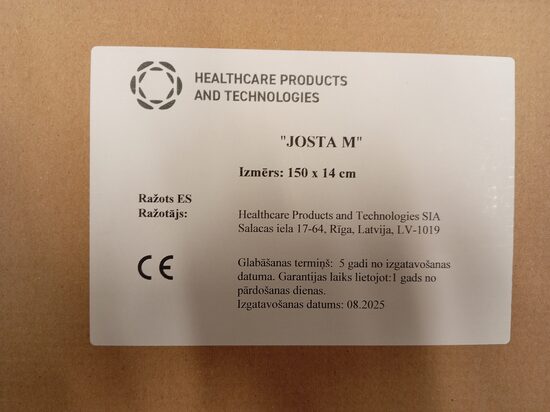 HEALTHCARE PRODUCTS
AND TECHNOLOGIES
"JOSTA M"
Izmērs: 150 x 14 cm
Ražots ES
Ražotājs:
Healthcare Products and Technologies SIA
Salacas iela 17-64, Rīga, Latvija, LV-1019
CE
Glabāšanas termiņš: 5 gadi no izgatavošanas
datuma. Garantijas laiks lietojot:1 gads no
pārdošanas dienas.
Izgatavošanas datums: 08.2025